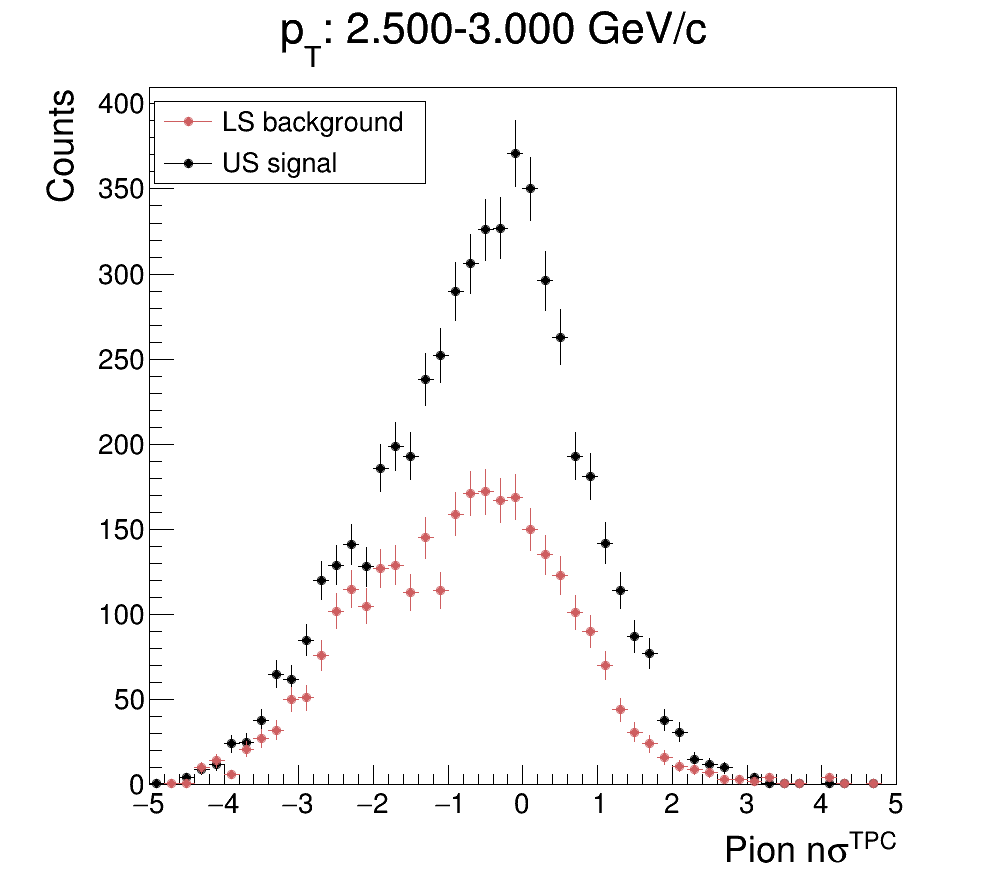 p_T: 2.500-3.000 GeV/c
Counts
LS background
US signal
400
350
300
250
200
150
100
50
0
−5 −4 −3 −2 −1 0 1 2 3 4 5
Pion nσ^TPC